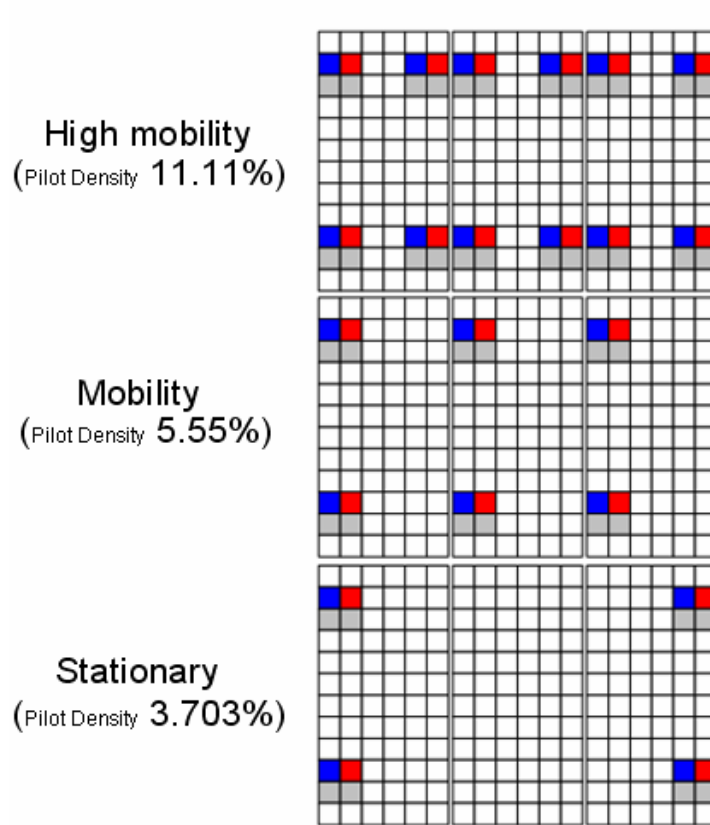 High mobility
(Pilot Density 11.11%)
Mobility
(Pilot Density 5.55%)
Stationary
(Pilot Density 3.703%)